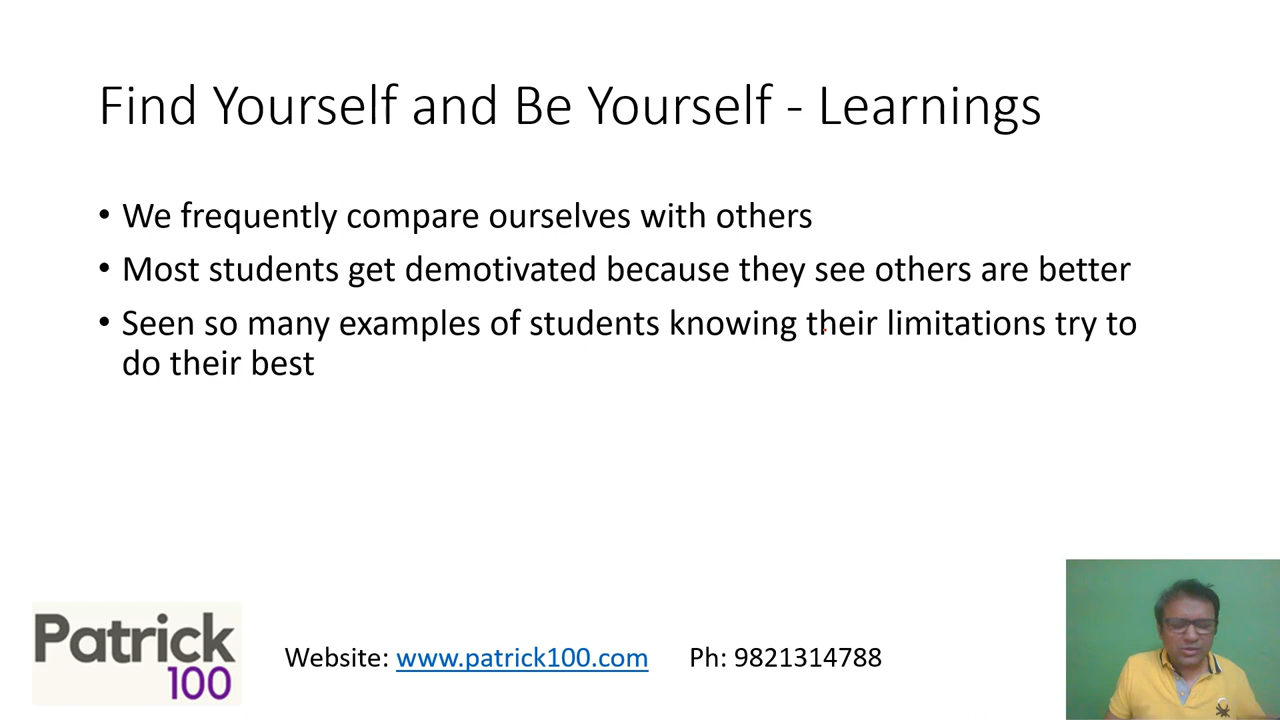 Find Yourself and Be Yourself - Learnings
• We frequently compare ourselves with others
• Most students get demotivated because they see others are better
• Seen so many examples of students knowing their limitations try to
do their best
Patrick
100
Website: www.patrick100.com Ph: 9821314788